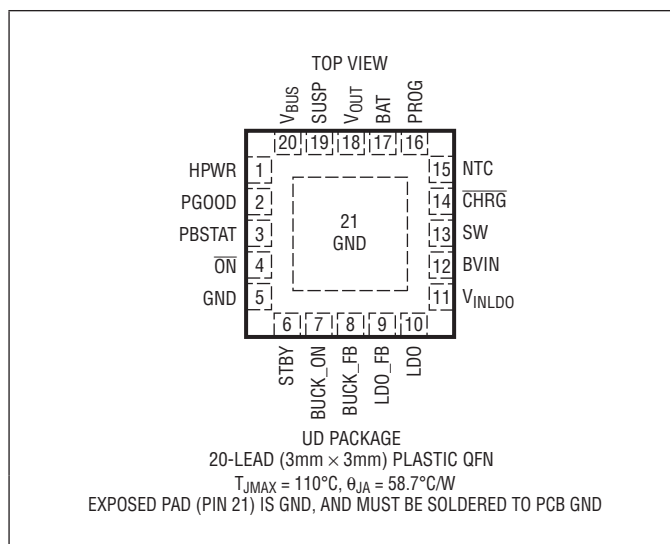 TOP VIEW
VBUS SUSP VOUT BAT PROG
20 19 18 17 16
HPWR 1
PGOOD 2
PBSTAT 3
ON 4
GND 5
15 NTC
14 CHRG
13 SW
12 BVIN
11 VINLDO
21
GND
6 7 8 9 10
STBY BUCK_ON BUCK_FB LDO_FB LDO
UD PACKAGE
20-LEAD (3mm × 3mm) PLASTIC QFN
TJMAX = 110°C, θJA = 58.7°C/W
EXPOSED PAD (PIN 21) IS GND, AND MUST BE SOLDERED TO PCB GND